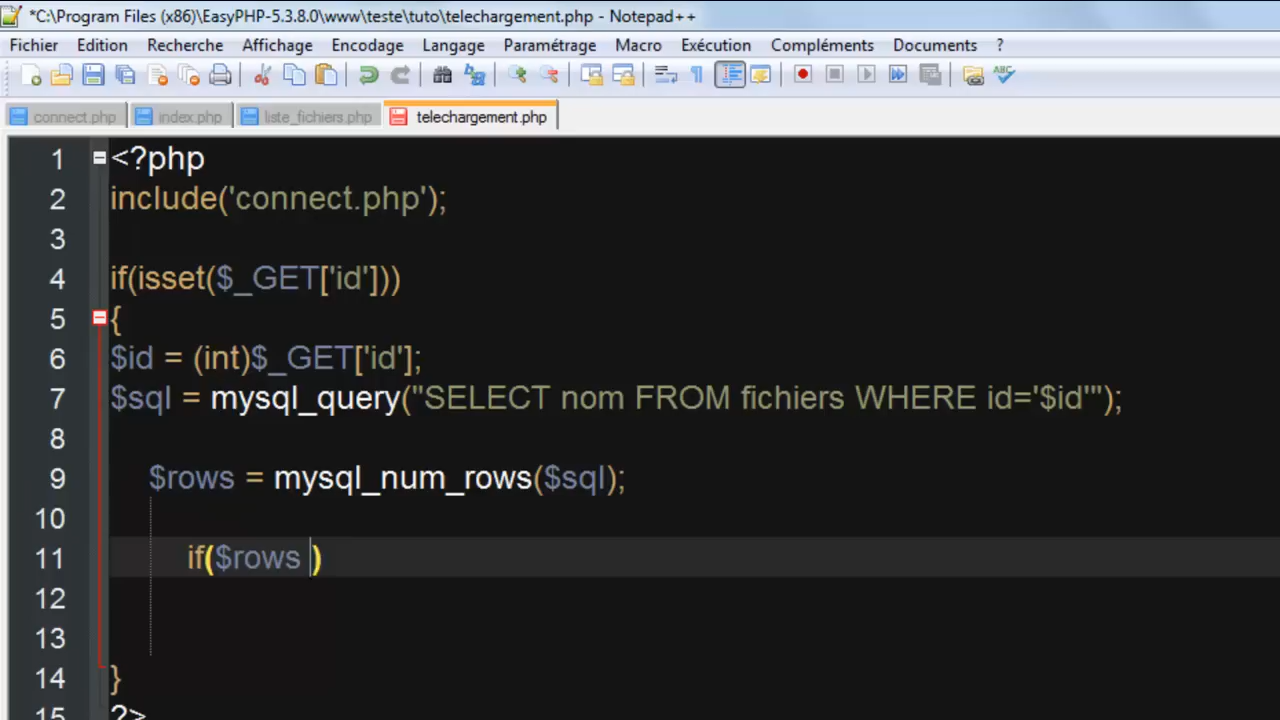 *C:\Program Files (x86)\EasyPHP-5.3.8.0\www\teste\tuto\telechargement.php - Notepad++
Fichier Edition Recherche Affichage Encodage Langage Paramétrage Macro Exécution Compléments Documents ?
connect.php index.php liste_fichiers.php telechargement.php
1 <?php
2 include('connect.php');
3
4 if(isset($_GET['id']))
5 {
6 $id = (int)$_GET['id'];
7 $sql = mysql_query("SELECT nom FROM fichiers WHERE id='$id'");
8
9 $rows = mysql_num_rows($sql);
10
11 if($rows )
12
13
14 }
15 ?>